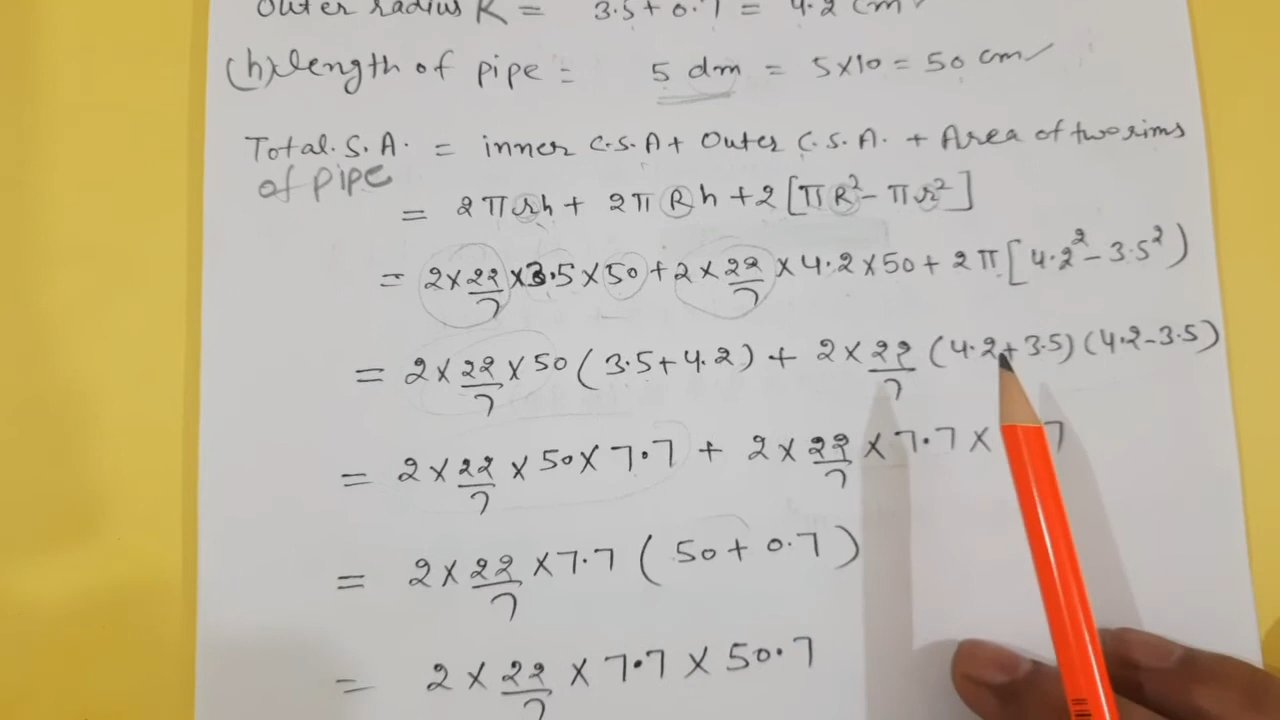 Outer radius R = 3.5 + 0.7 = 4.2 cm
(h) length of pipe = 5 dm = 5×10 = 50 cm
Total. S. A. = inner C.S.A + Outer C.S.A. + Area of two rims
of pipe
= 2πrh + 2πRh + 2[πR² - πr²]
= 2×22/7×3.5×50 + 2×22/7×4.2×50 + 2π[4.2² - 3.5²)
= 2×22/7×50(3.5+4.2) + 2×22/7(4.2+3.5)(4.2-3.5)
= 2×22/7×50×7.7 + 2×22/7×7.7× 7
= 2×22/7×7.7(50+0.7)
= 2×22/7×7.7×50.7